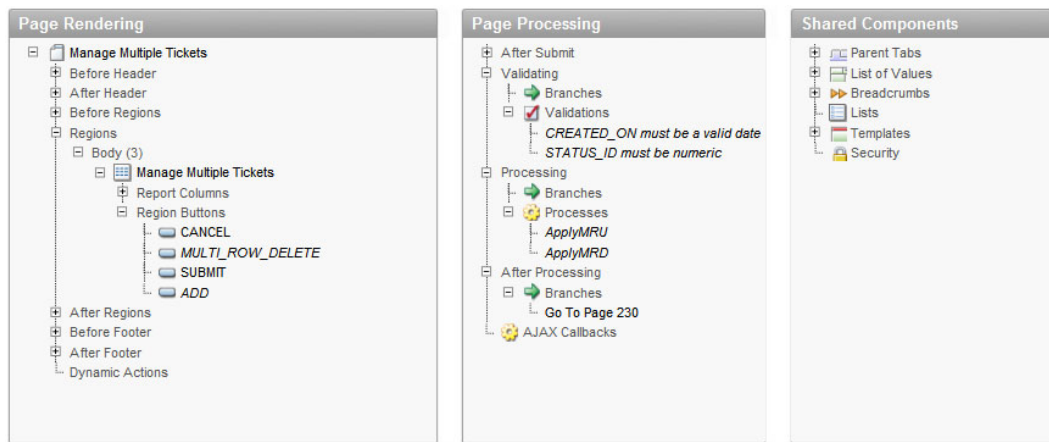 Page Rendering
Manage Multiple Tickets
Before Header
After Header
Before Regions
Regions
Body (3)
Manage Multiple Tickets
Report Columns
Region Buttons
CANCEL
MULTI_ROW_DELETE
SUBMIT
ADD
After Regions
Before Footer
After Footer
Dynamic Actions
Page Processing
After Submit
Validating
Branches
Validations
CREATED_ON must be a valid date
STATUS_ID must be numeric
Processing
Branches
Processes
ApplyMRU
ApplyMRD
After Processing
Branches
Go To Page 230
AJAX Callbacks
Shared Components
Parent Tabs
List of Values
Breadcrumbs
Lists
Templates
Security